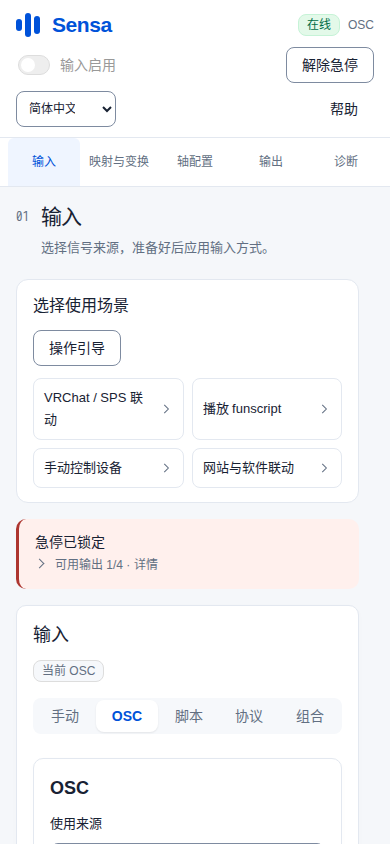 Sensa
在线 OSC
输入启用
解除急停
简体中文
帮助
输入 映射与变换 轴配置 输出 诊断
01 输入
选择信号来源，准备好后应用输入方式。
选择使用场景
操作引导
VRChat / SPS 联
动
播放 funscript
手动控制设备
网站与软件联动
急停已锁定
可用输出 1/4 · 详情
输入
当前 OSC
手动 OSC 脚本 协议 组合
OSC
使用来源